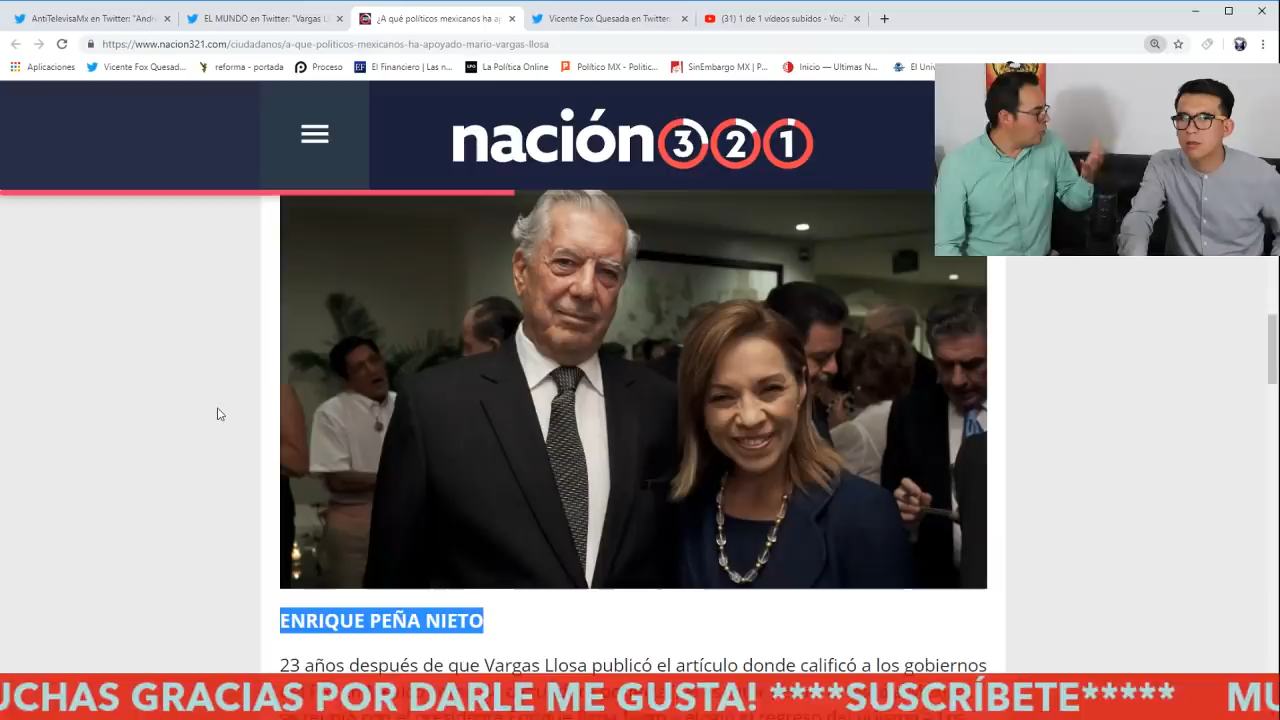 AntiTelevisaMx en Twitter: "Andr
EL MUNDO en Twitter: "Vargas L
¿A qué políticos mexicanos ha a
Vicente Fox Quesada en Twitter:
(31) 1 de 1 vídeos subidos - You
https://www.nacion321.com/ciudadanos/a-que-politicos-mexicanos-ha-apoyado-mario-vargas-llosa
Aplicaciones
Vicente Fox Quesad...
reforma - portada
Proceso
El Financiero | Las n...
La Política Online
Político MX - Politic...
SinEmbargo MX | P...
Inicio — Ultimas N...
El Univ
nación321
ENRIQUE PEÑA NIETO
23 años después de que Vargas Llosa publicó el artículo donde calificó a los gobiernos
UCHAS GRACIAS POR DARLE ME GUSTA! ****SUSCRÍBETE***** MU